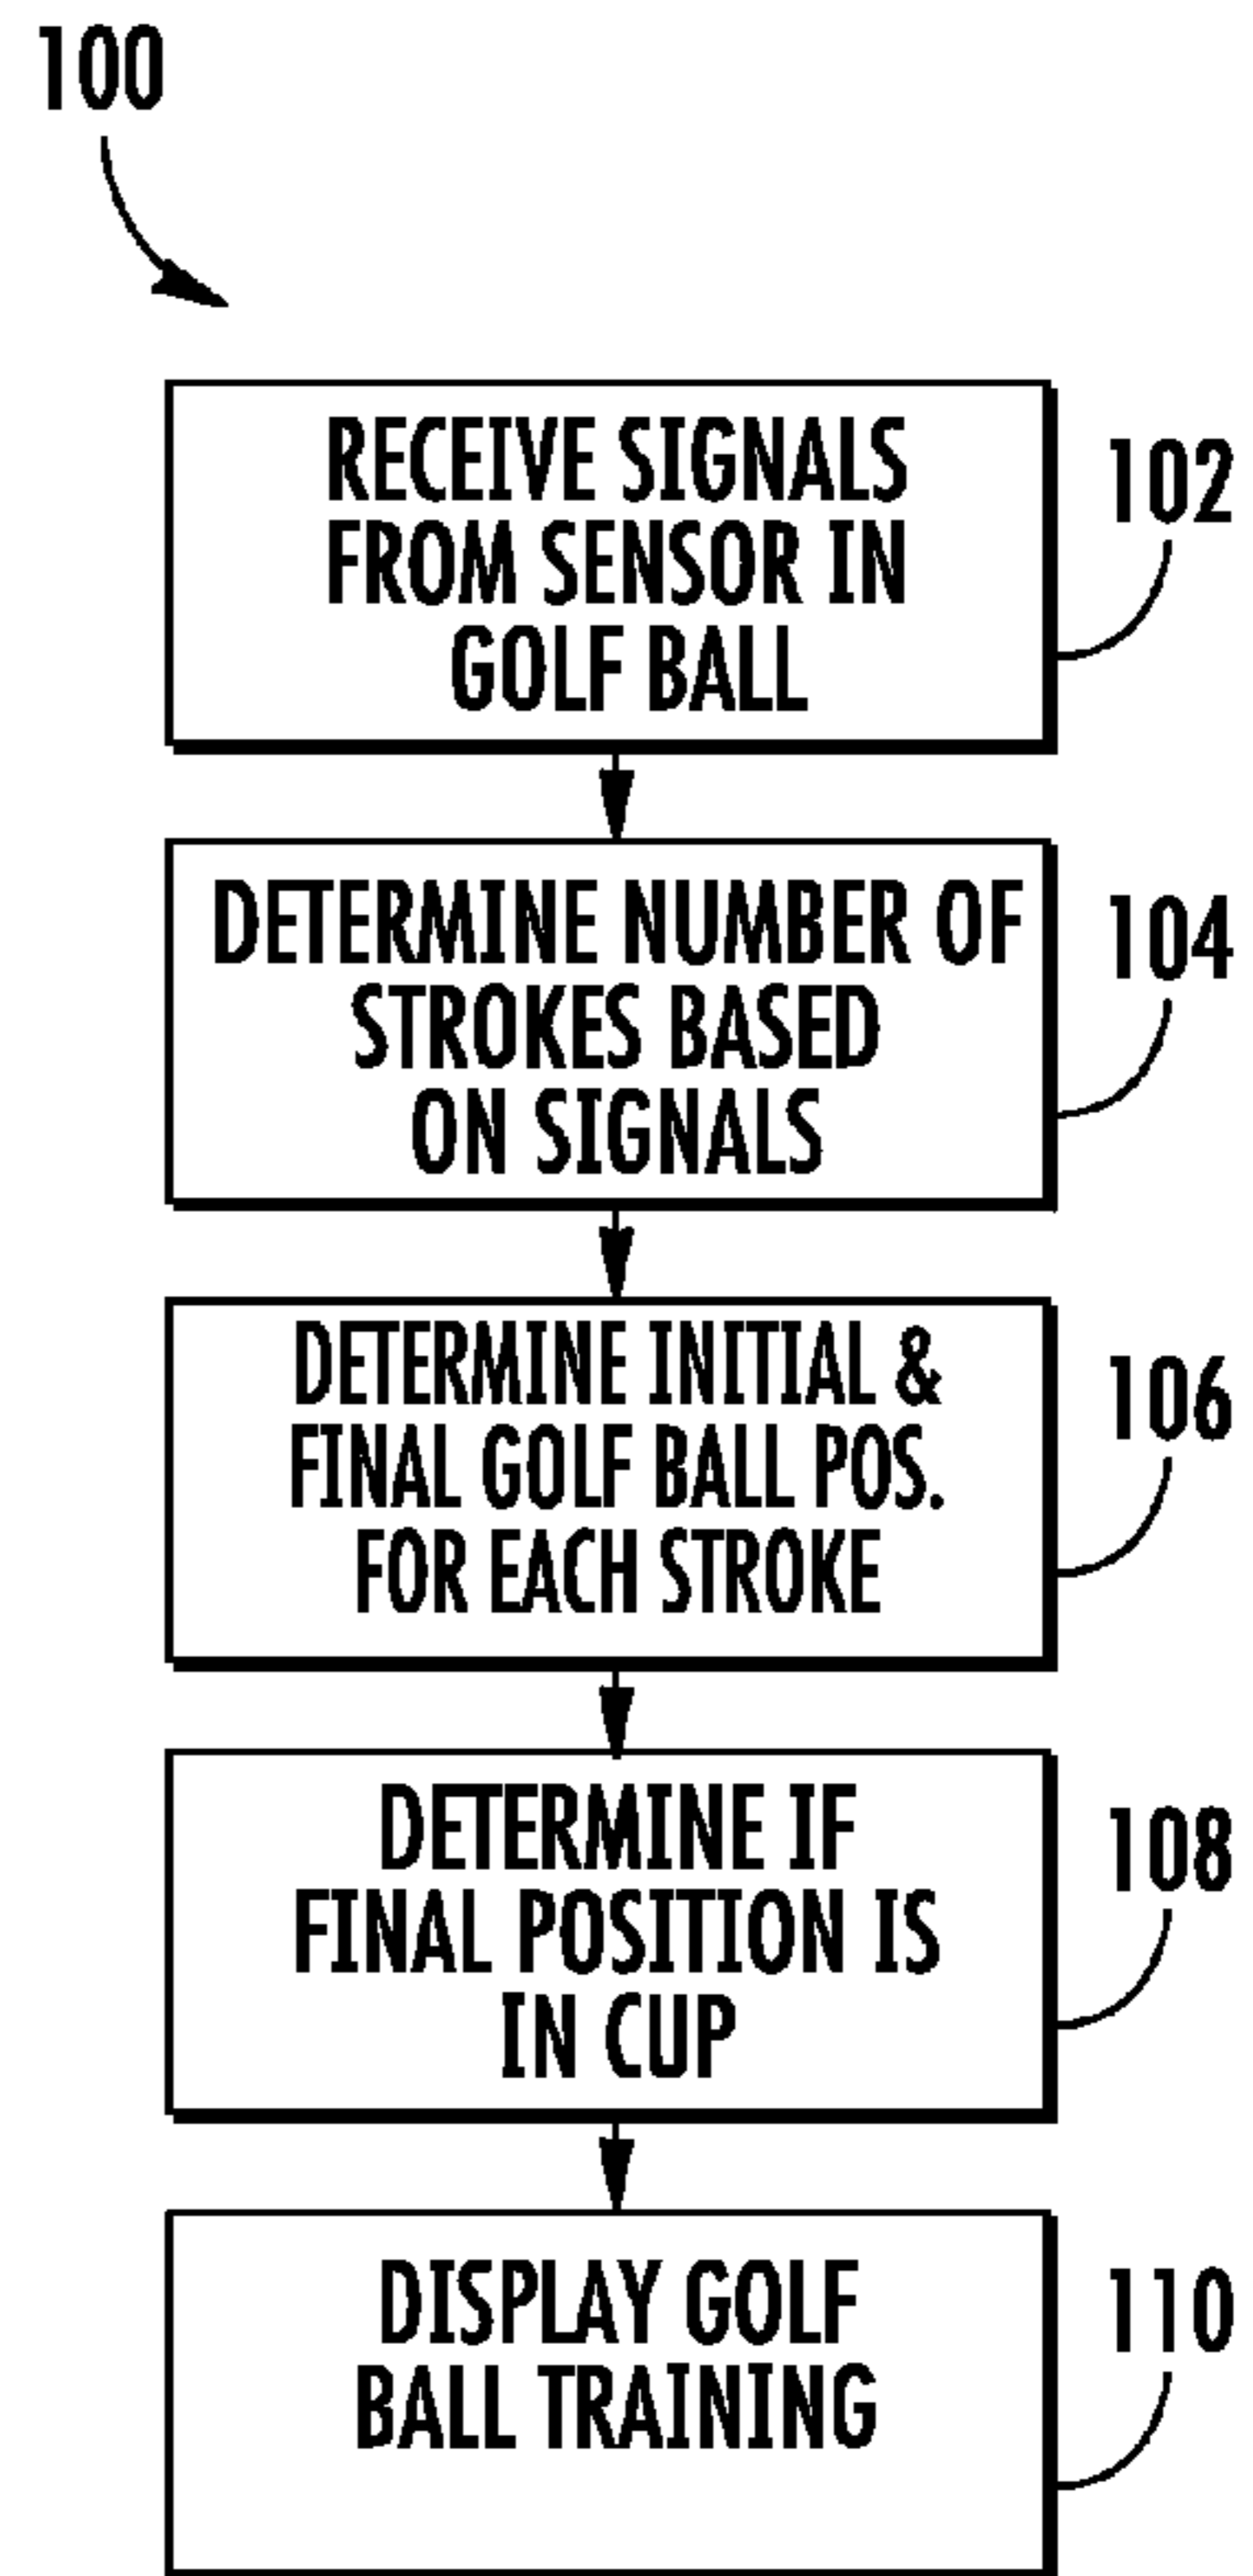 100
RECEIVE SIGNALS
FROM SENSOR IN
GOLF BALL
102
DETERMINE NUMBER OF
STROKES BASED
ON SIGNALS
104
DETERMINE INITIAL &
FINAL GOLF BALL POS.
FOR EACH STROKE
106
DETERMINE IF
FINAL POSITION IS
IN CUP
108
DISPLAY GOLF
BALL TRAINING
110